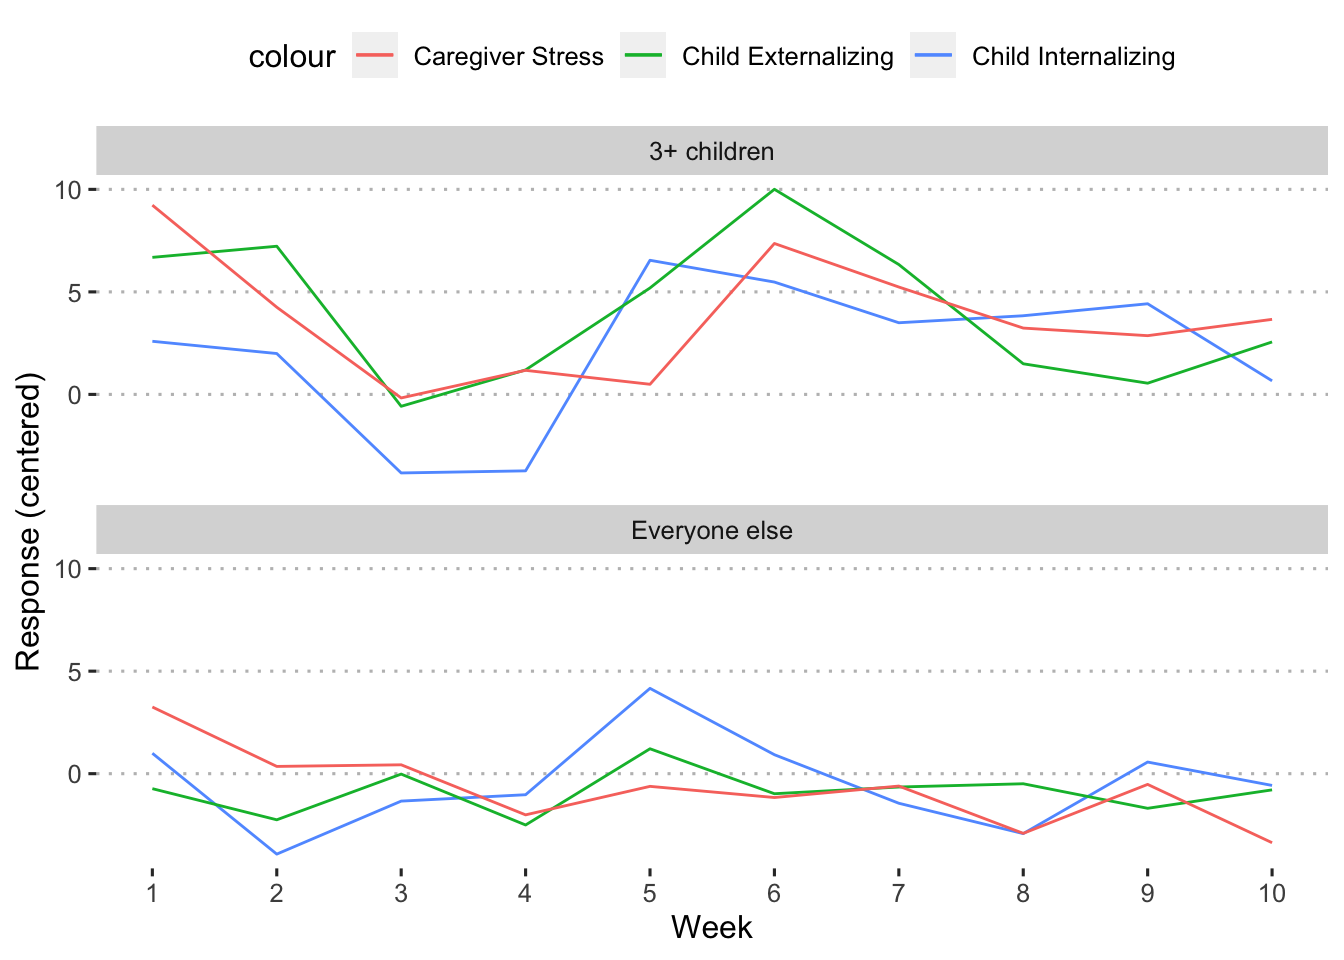 colour Caregiver Stress Child Externalizing Child Internalizing
3+ children
10
5
0
Response (centered)
Everyone else
10
5
0
1 2 3 4 5 6 7 8 9 10
Week